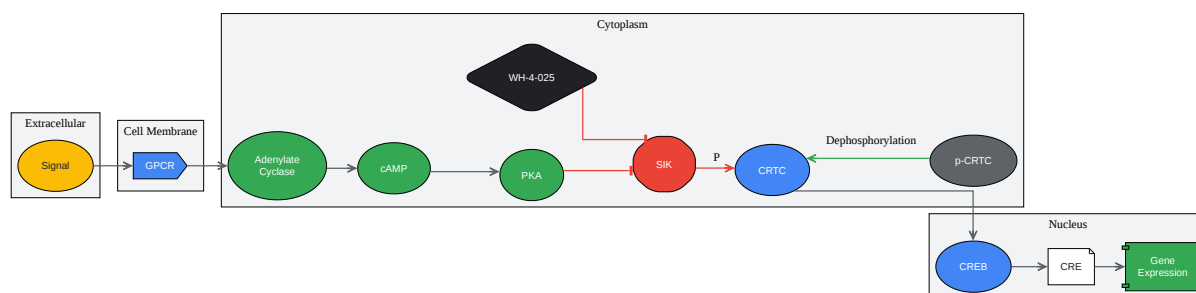 Cytoplasm
WH-4-025
Extracellular
Signal
Cell Membrane
GPCR
Adenylate
Cyclase
cAMP
PKA
SIK
P
CRTC
Dephosphorylation
p-CRTC
Nucleus
CREB
CRE
Gene
Expression